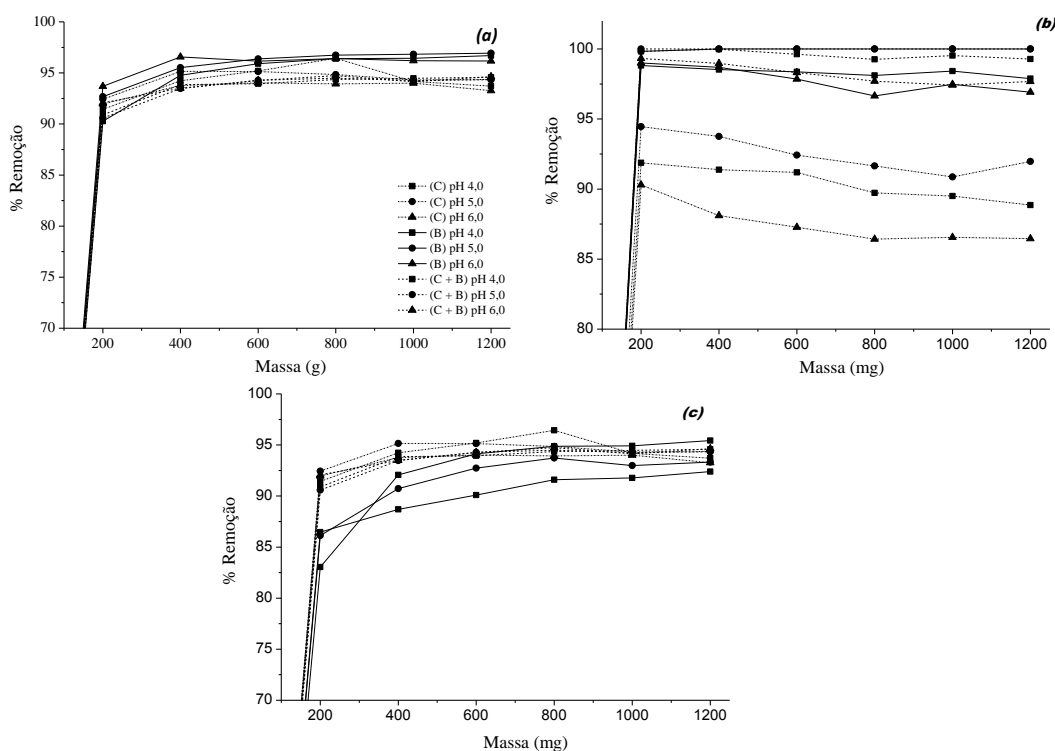 (a)
% Remoção
100
95
90
85
80
75
70
(C) pH 4,0
(C) pH 5,0
(C) pH 6,0
(B) pH 4,0
(B) pH 5,0
(B) pH 6,0
(C + B) pH 4,0
(C + B) pH 5,0
(C + B) pH 6,0
200 400 600 800 1000 1200
Massa (g)
(b)
% Remoção
100
95
90
85
80
200 400 600 800 1000 1200
Massa (mg)
(c)
% Remoção
100
95
90
85
80
75
70
200 400 600 800 1000 1200
Massa (mg)